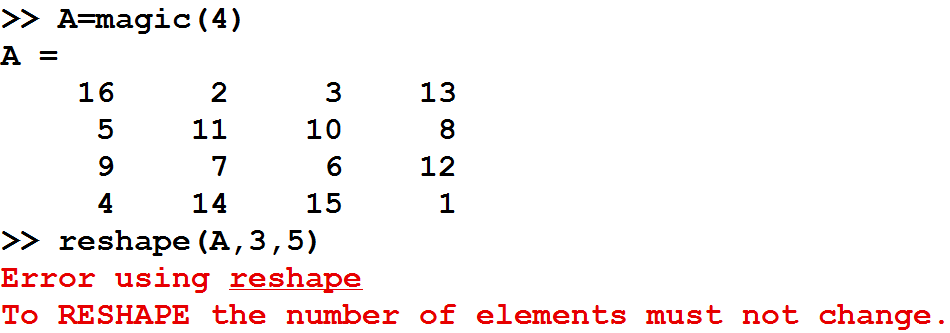 >> A=magic(4)
A =
16 2 3 13
5 11 10 8
9 7 6 12
4 14 15 1
>> reshape(A,3,5)
Error using reshape
To RESHAPE the number of elements must not change.